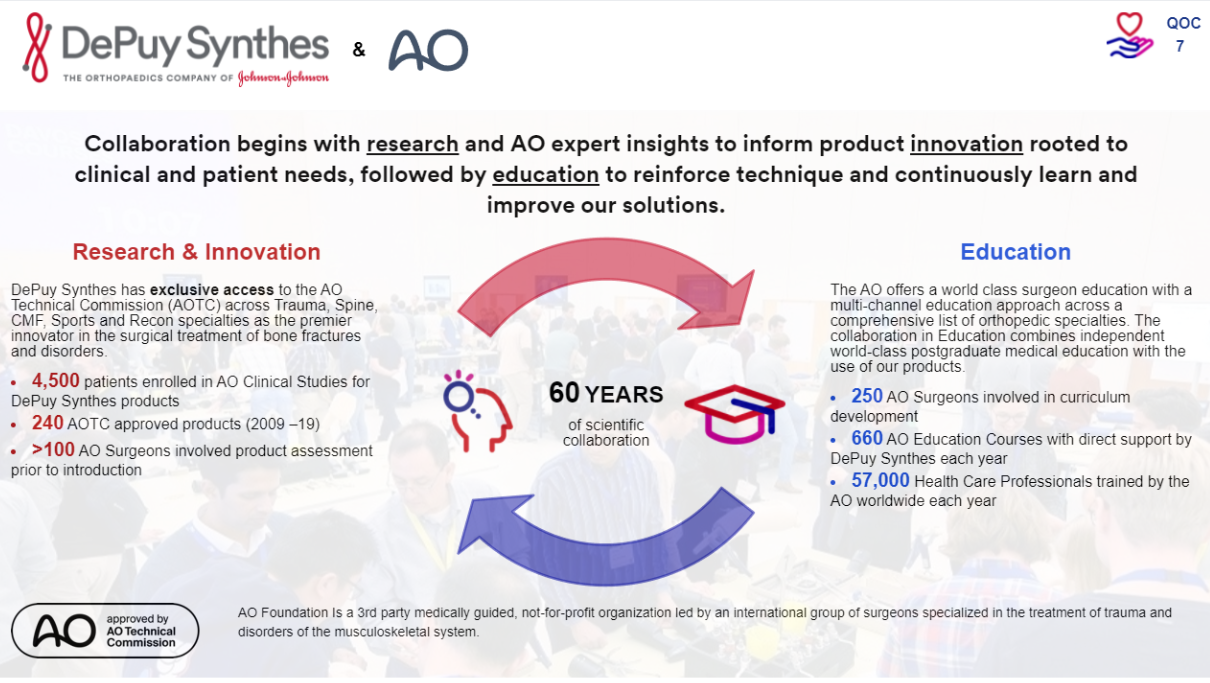 DePuy Synthes
THE ORTHOPAEDICS COMPANY OF Johnson & Johnson
&
AO
QOC
7
Collaboration begins with research and AO expert insights to inform product innovation rooted to
clinical and patient needs, followed by education to reinforce technique and continuously learn and
improve our solutions.
Research & Innovation
DePuy Synthes has exclusive access to the AO
Technical Commission (AOTC) across Trauma, Spine,
CMF, Sports and Recon specialties as the premier
innovator in the surgical treatment of bone fractures
and disorders.
• 4,500 patients enrolled in AO Clinical Studies for
DePuy Synthes products
• 240 AOTC approved products (2009 –19)
• >100 AO Surgeons involved product assessment
prior to introduction
60 YEARS
of scientific
collaboration
Education
The AO offers a world class surgeon education with a
multi-channel education approach across a
comprehensive list of orthopedic specialties. The
collaboration in Education combines independent
world-class postgraduate medical education with the
use of our products.
• 250 AO Surgeons involved in curriculum
development
• 660 AO Education Courses with direct support by
DePuy Synthes each year
• 57,000 Health Care Professionals trained by the
AO worldwide each year
AO
approved by
AO Technical
Commission
AO Foundation Is a 3rd party medically guided, not-for-profit organization led by an international group of surgeons specialized in the treatment of trauma and
disorders of the musculoskeletal system.